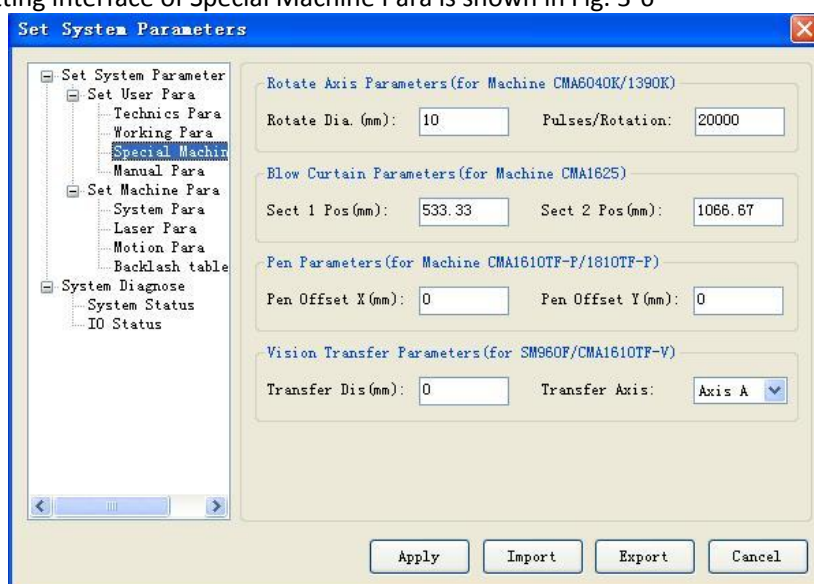 ting interface of Special Machine Para is shown in Fig. 3-6
Set System Parameters
Set System Parameter
Set User Para
Technics Para
Working Para
Special Machin
Manual Para
Set Machine Para
System Para
Laser Para
Motion Para
Backlash table
System Diagnose
System Status
IO Status
Rotate Axis Parameters(for Machine CMA6040K/1390K)
Rotate Dia.(mm): 10 Pulses/Rotation: 20000
Blow Curtain Parameters(for Machine CMA1625)
Sect 1 Pos(mm): 533.33 Sect 2 Pos(mm): 1066.67
Pen Parameters(for Machine CMA1610TF-P/1810TF-P)
Pen Offset X(mm): 0 Pen Offset Y(mm): 0
Vision Transfer Parameters(for SM960F/CMA1610TF-V)
Transfer Dis(mm): 0 Transfer Axis: Axis A
Apply Import Export Cancel